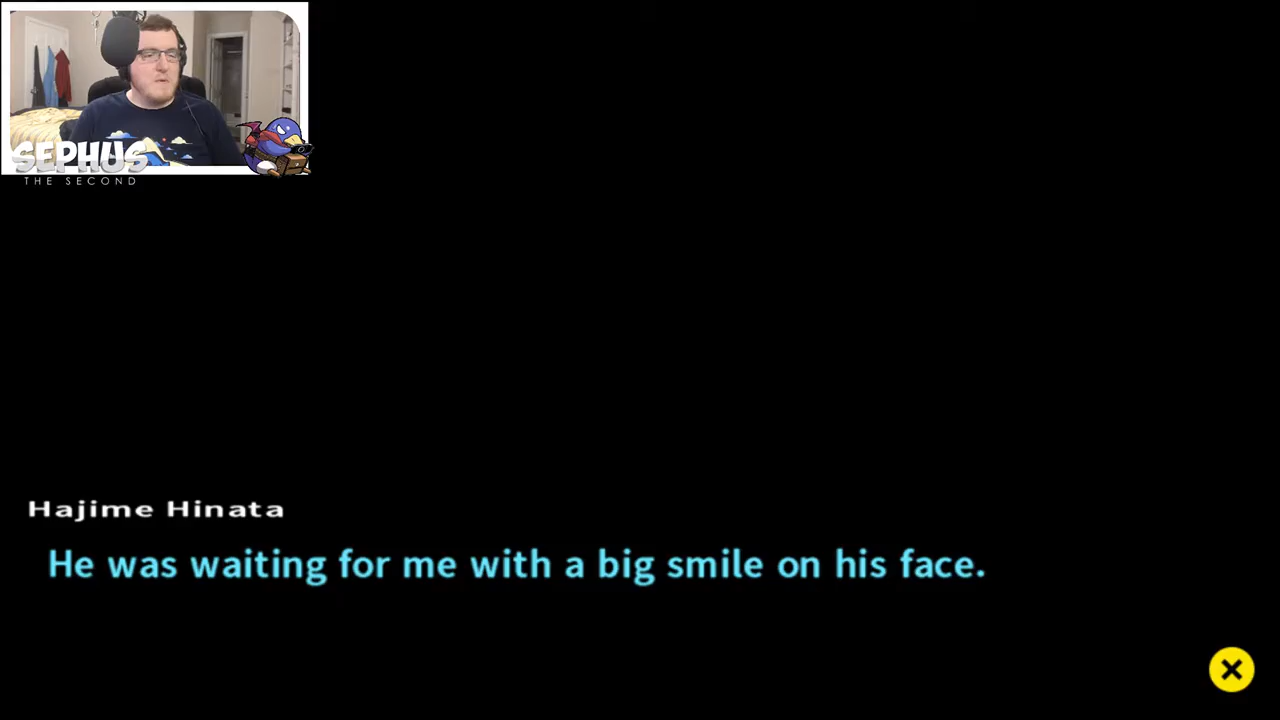 SEPHUS
THE SECOND
Hajime Hinata
He was waiting for me with a big smile on his face.